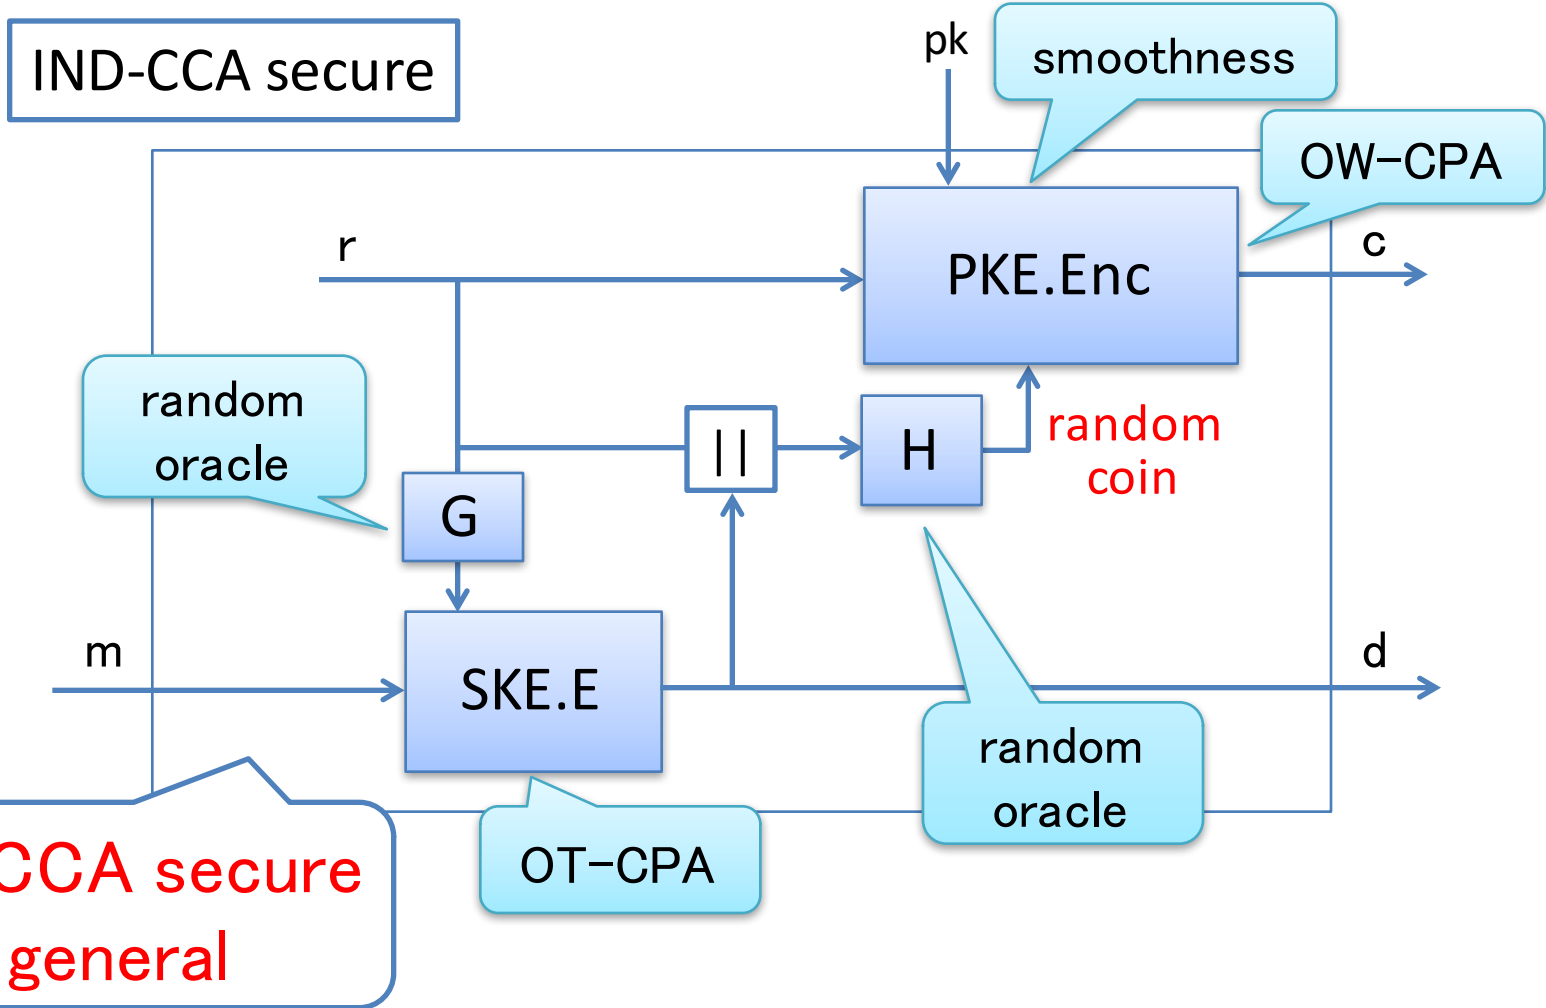 IND-CCA secure
pk
smoothness
OW-CPA
r
PKE.Enc
c
random
oracle
||
H
random
coin
G
m
SKE.E
d
random
oracle
OT-CPA
CCA secure
general